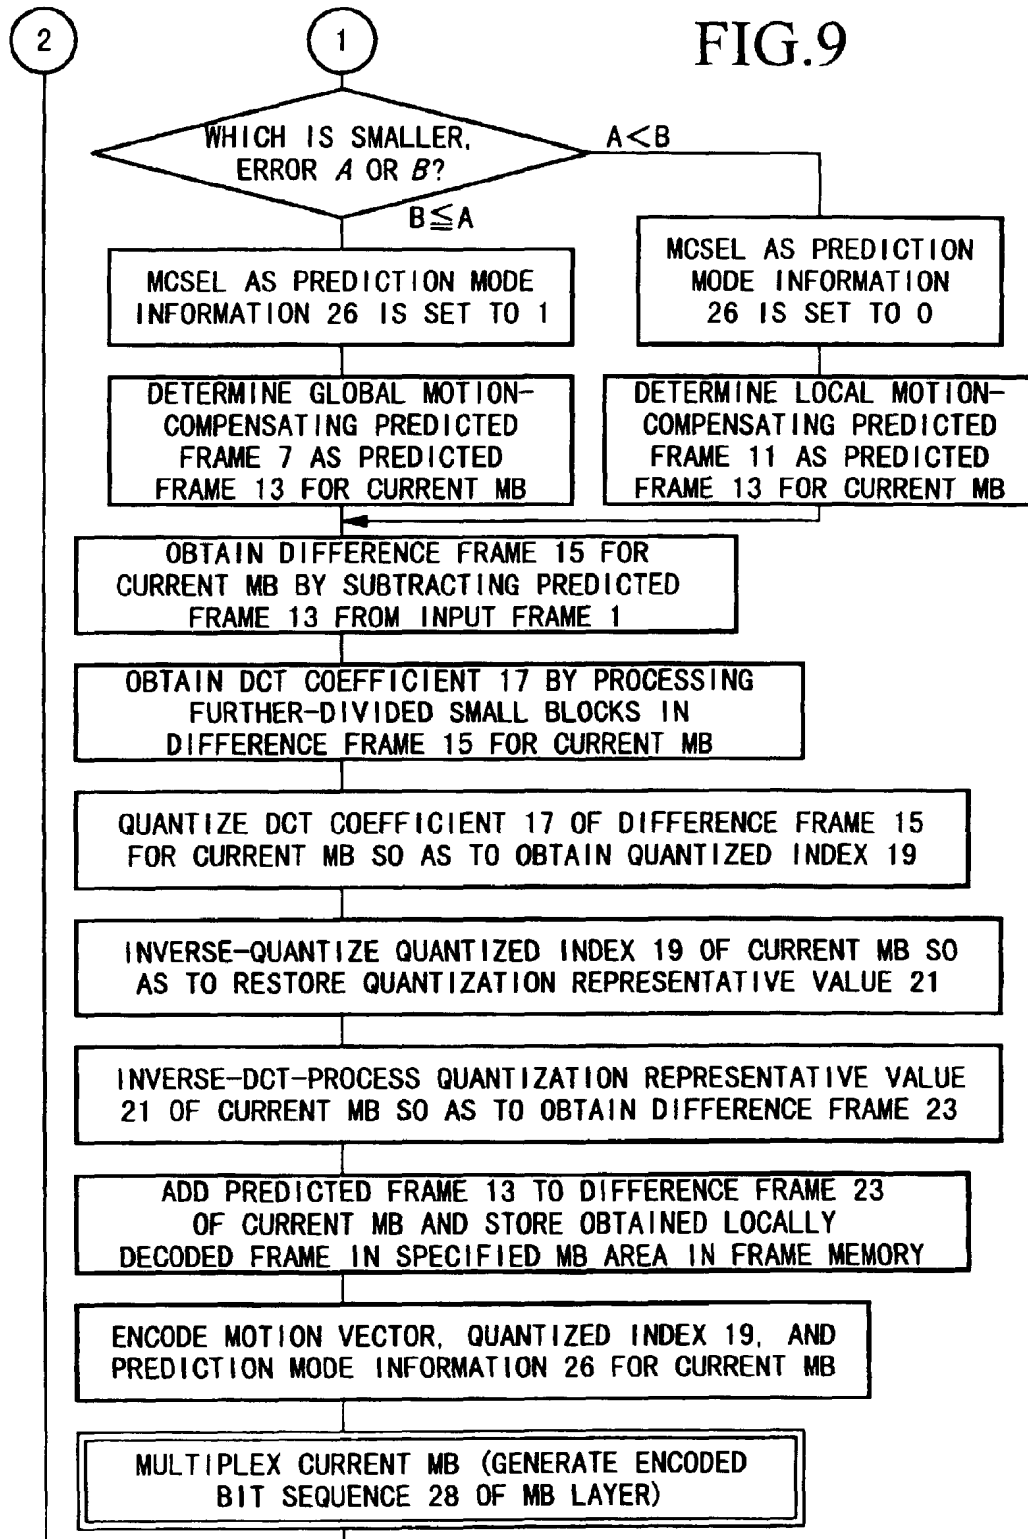 2
1
FIG.9
WHICH IS SMALLER,
ERROR A OR B?
A<B
B≦A
MCSEL AS PREDICTION MODE
INFORMATION 26 IS SET TO 1
MCSEL AS PREDICTION
MODE INFORMATION
26 IS SET TO 0
DETERMINE GLOBAL MOTION-
COMPENSATING PREDICTED
FRAME 7 AS PREDICTED
FRAME 13 FOR CURRENT MB
DETERMINE LOCAL MOTION-
COMPENSATING PREDICTED
FRAME 11 AS PREDICTED
FRAME 13 FOR CURRENT MB
OBTAIN DIFFERENCE FRAME 15 FOR
CURRENT MB BY SUBTRACTING PREDICTED
FRAME 13 FROM INPUT FRAME 1
OBTAIN DCT COEFFICIENT 17 BY PROCESSING
FURTHER-DIVIDED SMALL BLOCKS IN
DIFFERENCE FRAME 15 FOR CURRENT MB
QUANTIZE DCT COEFFICIENT 17 OF DIFFERENCE FRAME 15
FOR CURRENT MB SO AS TO OBTAIN QUANTIZED INDEX 19
INVERSE-QUANTIZE QUANTIZED INDEX 19 OF CURRENT MB SO
AS TO RESTORE QUANTIZATION REPRESENTATIVE VALUE 21
INVERSE-DCT-PROCESS QUANTIZATION REPRESENTATIVE VALUE
21 OF CURRENT MB SO AS TO OBTAIN DIFFERENCE FRAME 23
ADD PREDICTED FRAME 13 TO DIFFERENCE FRAME 23
OF CURRENT MB AND STORE OBTAINED LOCALLY
DECODED FRAME IN SPECIFIED MB AREA IN FRAME MEMORY
ENCODE MOTION VECTOR, QUANTIZED INDEX 19, AND
PREDICTION MODE INFORMATION 26 FOR CURRENT MB
MULTIPLEX CURRENT MB (GENERATE ENCODED
BIT SEQUENCE 28 OF MB LAYER)